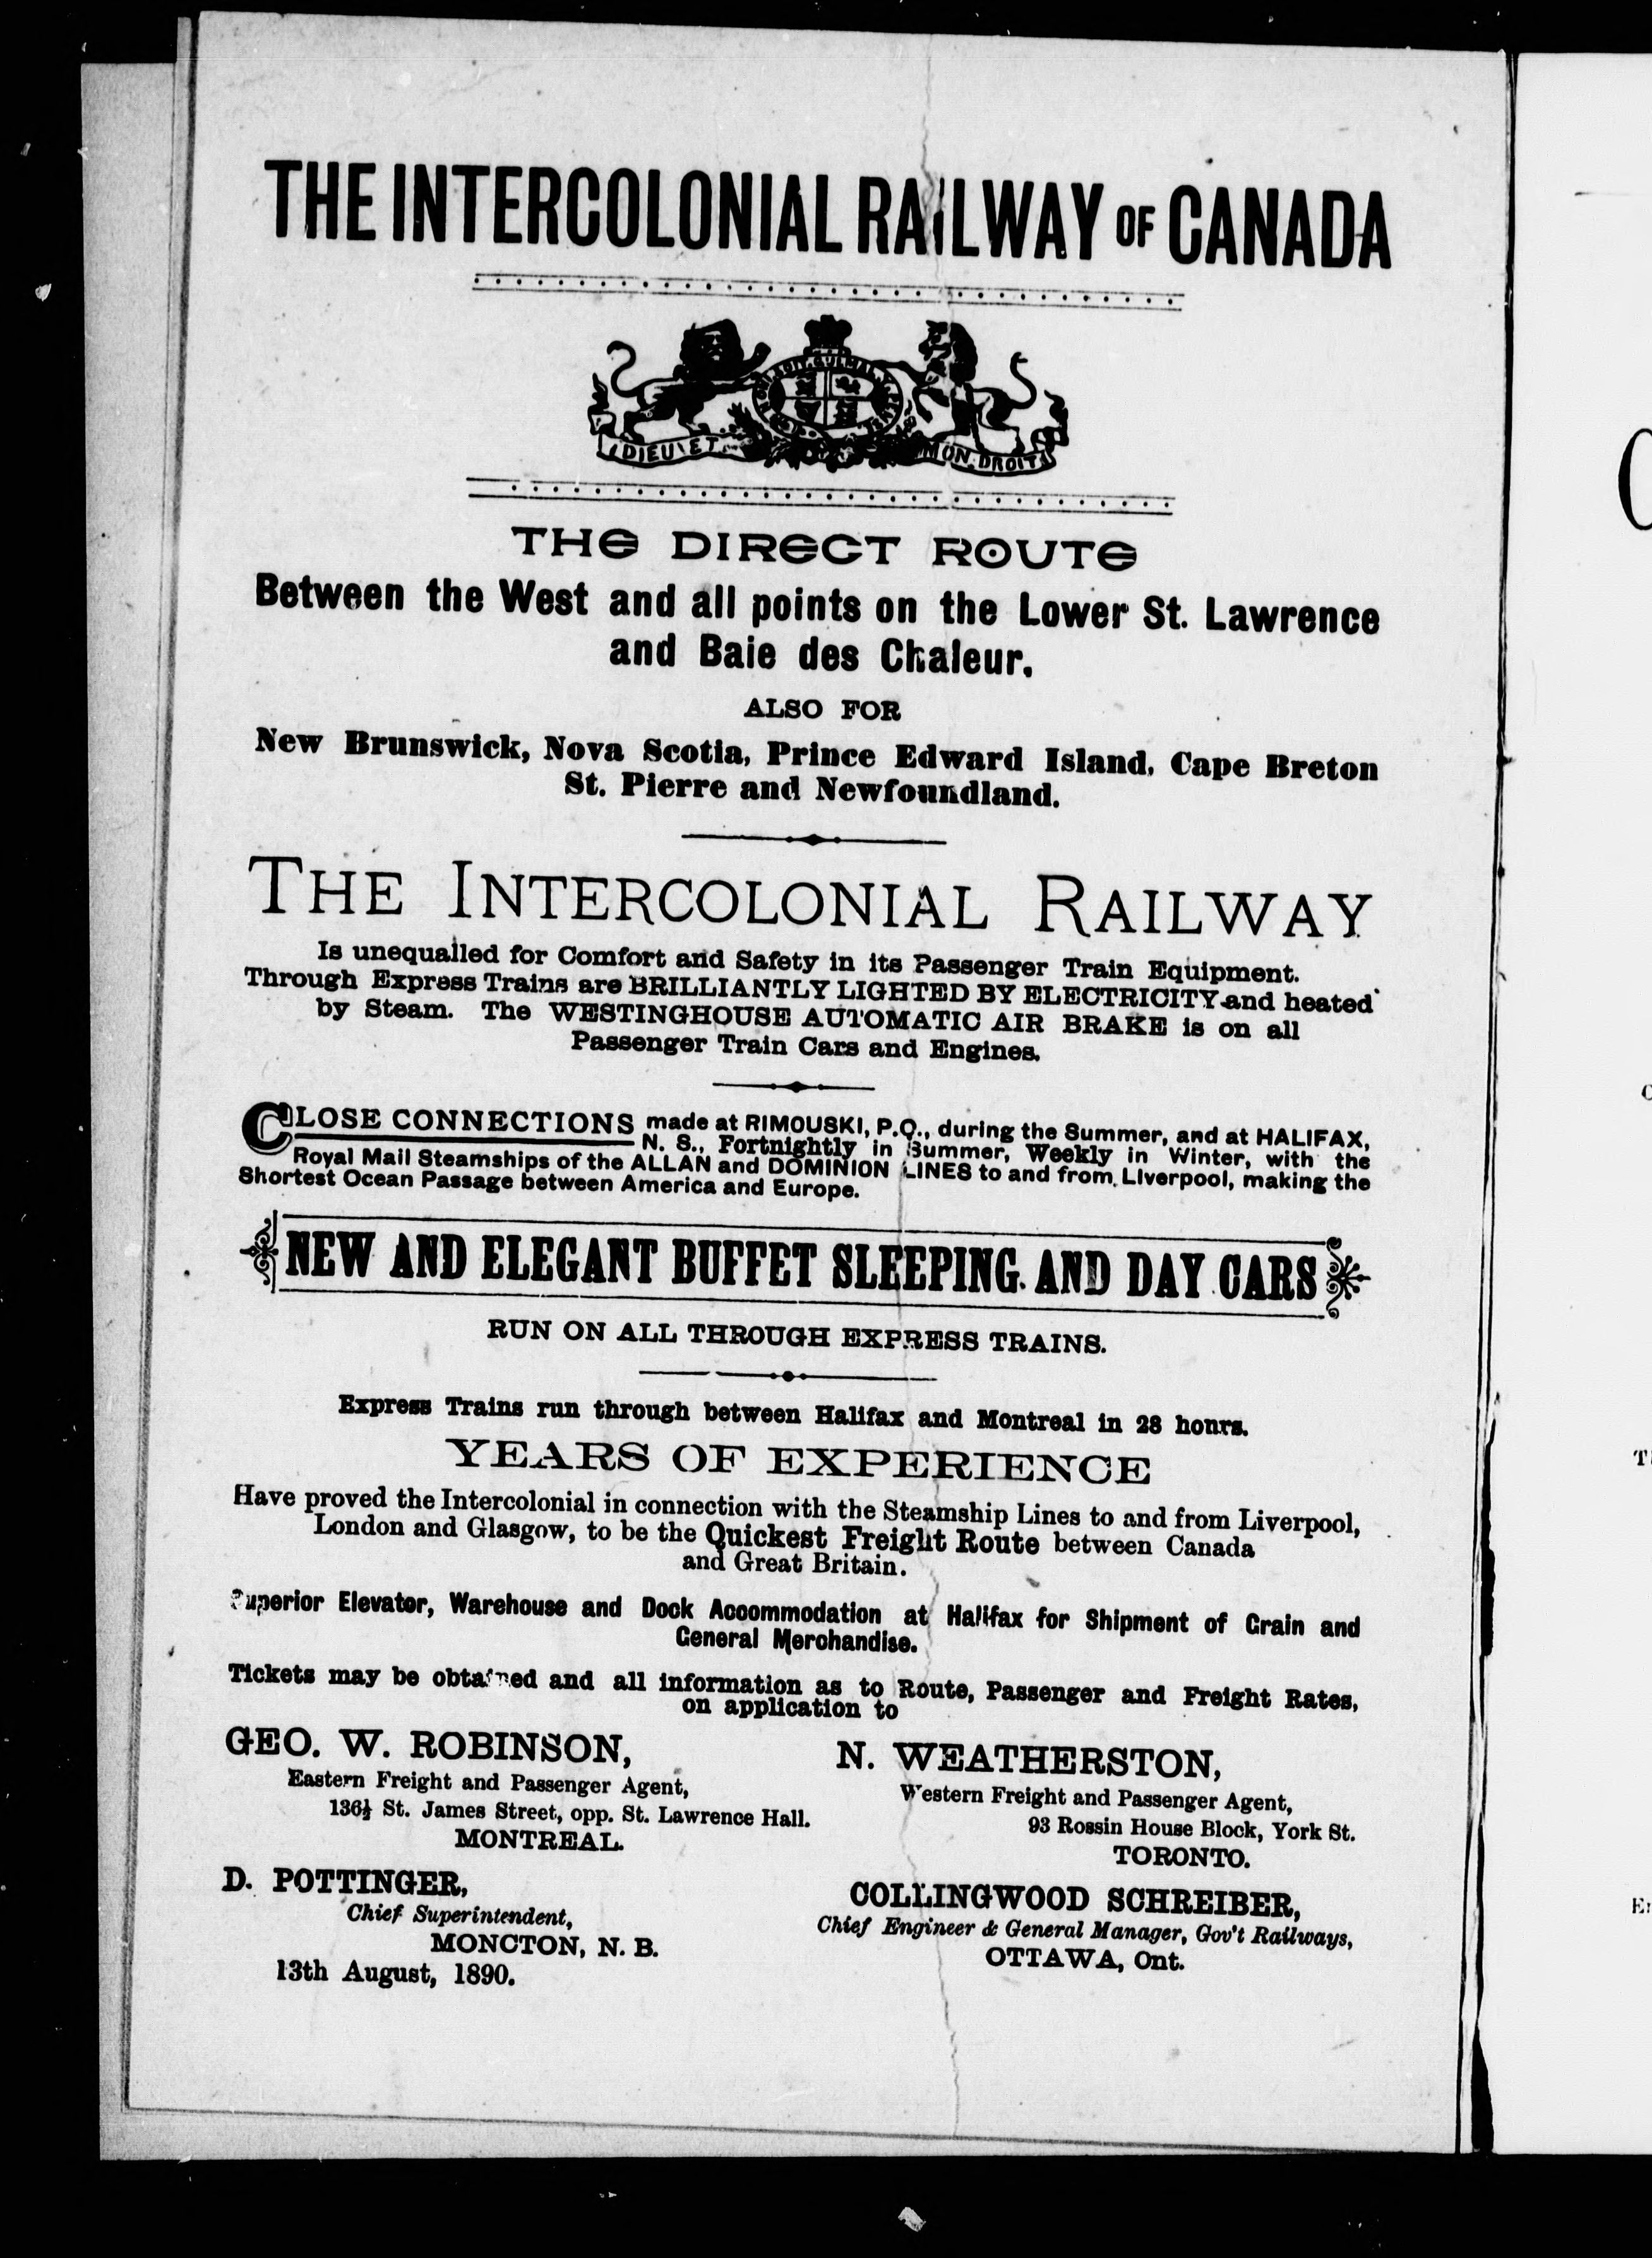 THE INTERCOLONIAL RAILWAY OF CANADA
DIEU ET MON DROIT
THE DIRECT ROUTE
Between the West and all points on the Lower St. Lawrence
and Baie des Chaleur.
ALSO FOR
New Brunswick, Nova Scotia, Prince Edward Island, Cape Breton
St. Pierre and Newfoundland.
THE INTERCOLONIAL RAILWAY
Is unequalled for Comfort and Safety in its Passenger Train Equipment.
Through Express Trains are BRILLIANTLY LIGHTED BY ELECTRICITY and heated
by Steam. The WESTINGHOUSE AUTOMATIC AIR BRAKE is on all
Passenger Train Cars and Engines.
CLOSE CONNECTIONS made at RIMOUSKI, P.Q., during the Summer, and at HALIFAX,
N. S., Fortnightly in Summer, Weekly in Winter, with the
Royal Mail Steamships of the ALLAN and DOMINION LINES to and from Liverpool, making the
Shortest Ocean Passage between America and Europe.
NEW AND ELEGANT BUFFET SLEEPING AND DAY CARS
RUN ON ALL THROUGH EXPRESS TRAINS.
Express Trains run through between Halifax and Montreal in 28 honrs.
YEARS OF EXPERIENCE
Have proved the Intercolonial in connection with the Steamship Lines to and from Liverpool,
London and Glasgow, to be the Quickest Freight Route between Canada
and Great Britain.
Superior Elevator, Warehouse and Dock Accommodation at Halifax for Shipment of Grain and
General Merchandise.
Tickets may be obtained and all information as to Route, Passenger and Freight Rates,
on application to
GEO. W. ROBINSON,
Eastern Freight and Passenger Agent,
136½ St. James Street, opp. St. Lawrence Hall.
MONTREAL.
N. WEATHERSTON,
Western Freight and Passenger Agent,
93 Rossin House Block, York St.
TORONTO.
D. POTTINGER,
Chief Superintendent,
MONCTON, N. B.
13th August, 1890.
COLLINGWOOD SCHREIBER,
Chief Engineer & General Manager, Gov't Railways,
OTTAWA, Ont.